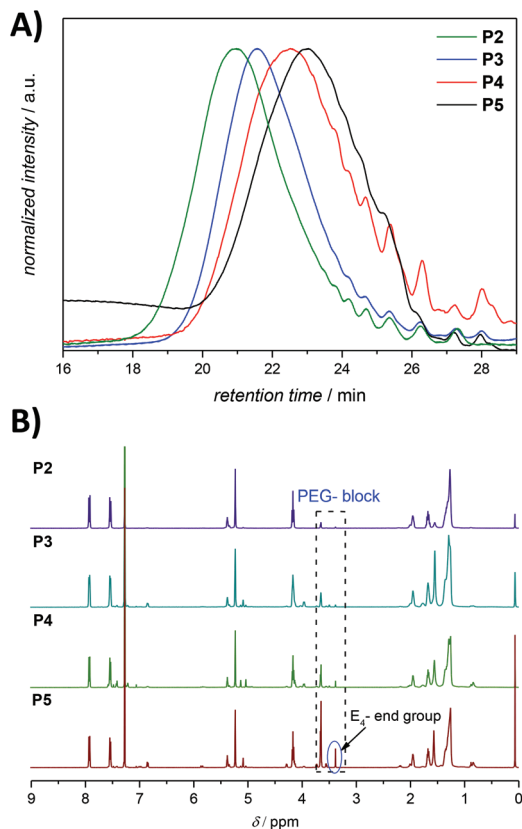 A)
P2
P3
P4
P5
normalized intensity / a.u.
16 18 20 22 24 26 28
retention time / min
B)
P2
PEG- block
P3
P4
E4- end group
P5
9 8 7 6 5 4 3 2 1 0
δ / ppm